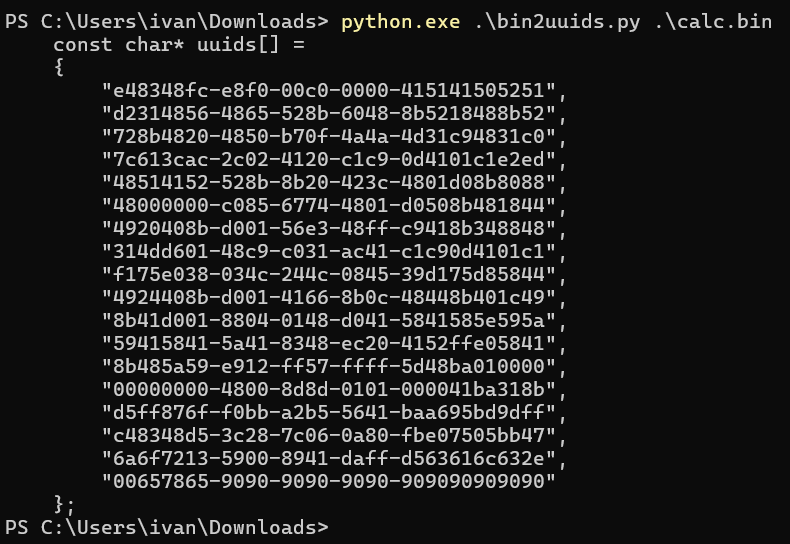 PS C:\Users\ivan\Downloads> python.exe .\bin2uuids.py .\calc.bin
    const char* uuids[] =
    {
        "e48348fc-e8f0-00c0-0000-415141505251",
        "d2314856-4865-528b-6048-8b5218488b52",
        "728b4820-4850-b70f-4a4a-4d31c94831c0",
        "7c613cac-2c02-4120-c1c9-0d4101c1e2ed",
        "48514152-528b-8b20-423c-4801d08b8088",
        "48000000-c085-6774-4801-d0508b481844",
        "4920408b-d001-56e3-48ff-c9418b348848",
        "314dd601-48c9-c031-ac41-c1c90d4101c1",
        "f175e038-034c-244c-0845-39d175d85844",
        "4924408b-d001-4166-8b0c-48448b401c49",
        "8b41d001-8804-0148-d041-5841585e595a",
        "59415841-5a41-8348-ec20-4152ffe05841",
        "8b485a59-e912-ff57-ffff-5d48ba010000",
        "00000000-4800-8d8d-0101-000041ba318b",
        "d5ff876f-f0bb-a2b5-5641-baa695bd9dff",
        "c48348d5-3c28-7c06-0a80-fbe07505bb47",
        "6a6f7213-5900-8941-daff-d563616c632e",
        "00657865-9090-9090-9090-909090909090"
    };
PS C:\Users\ivan\Downloads>